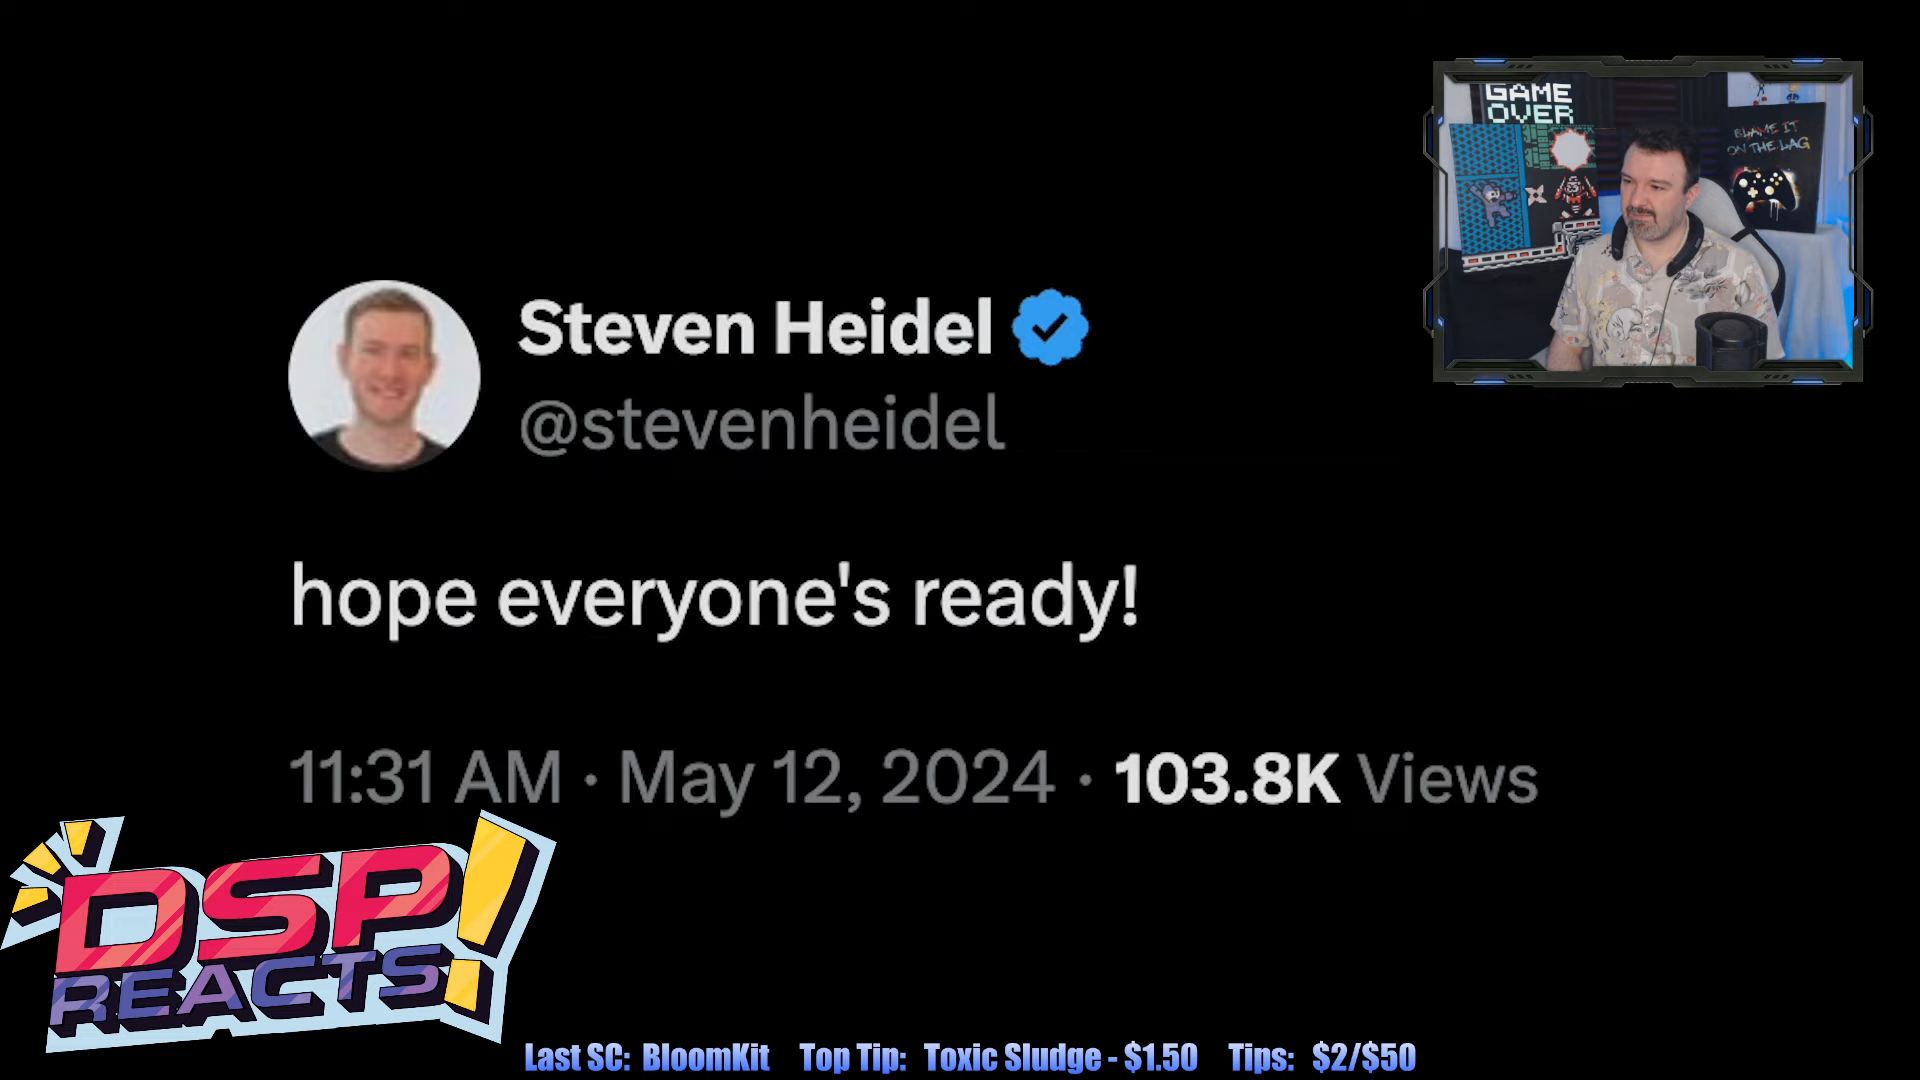 GAME
OVER
BLAME IT
ON THE LAG
Steven Heidel
@stevenheidel
hope everyone's ready!
11:31 AM · May 12, 2024 · 103.8K Views
DSP
REACTS!
Last SC: BloomKit Top Tip: Toxic Sludge - $1.50 Tips: $2/$50